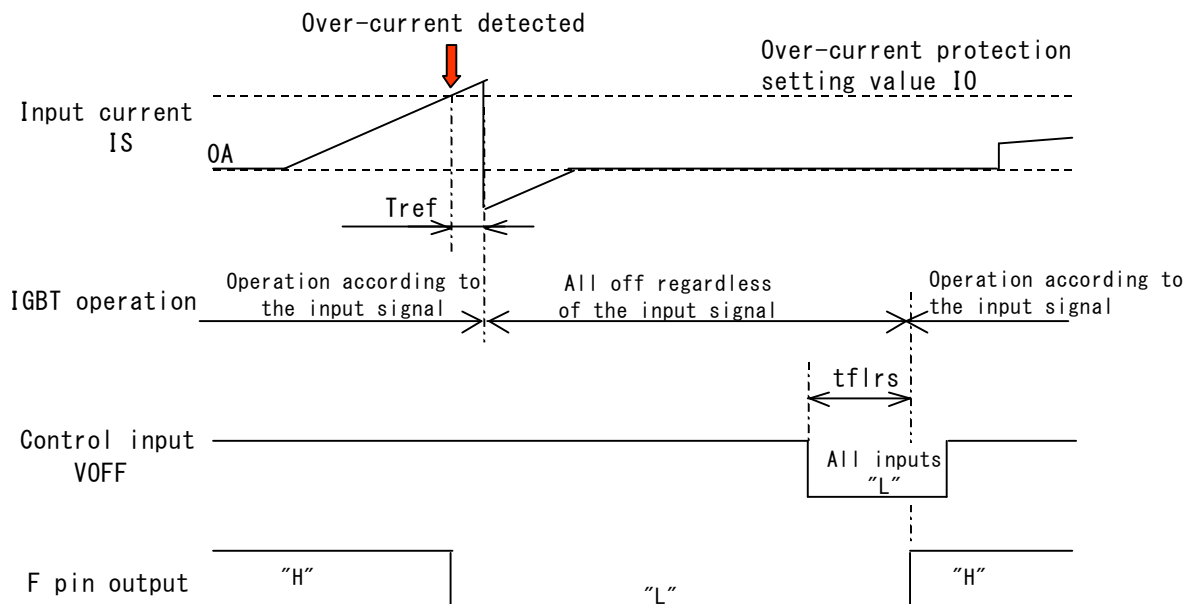 Over-current detected
Over-current protection
setting value IO
Input current
IS
0A
Tref
IGBT operation
Operation according to
the input signal
All off regardless
of the input signal
Operation according to
the input signal
tflrs
Control input
VOFF
All inputs
"L"
F pin output
"H"
"L"
"H"